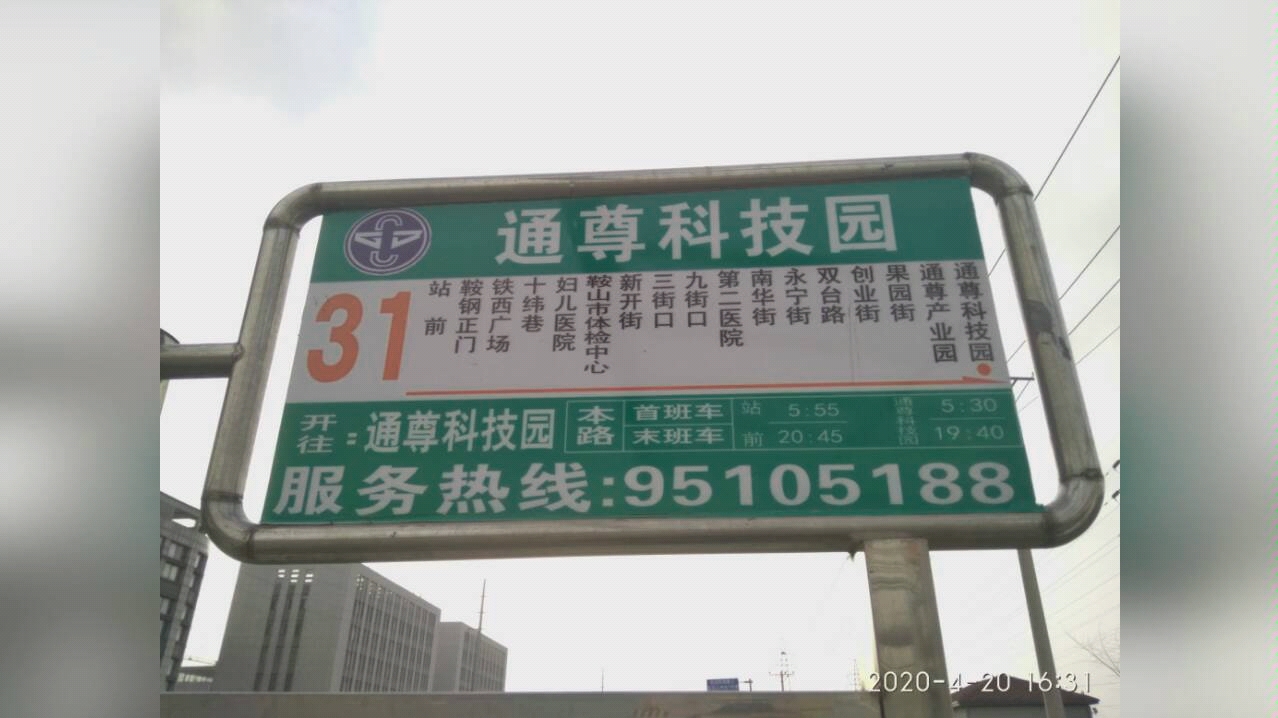 通尊科技园
31
站前
鞍钢正门
铁西广场
十纬巷
妇儿医院
鞍山市体检中心
新开街
三街口
九街口
第二医院
南华街
永宁街
双台路
创业街
果园街
通尊产业园
通尊科技园
开往:通尊科技园
本路
首班车
末班车
站前
5:55
20:45
通尊科技园
5:30
19:40
服务热线:95105188
2020-4-20 16:31